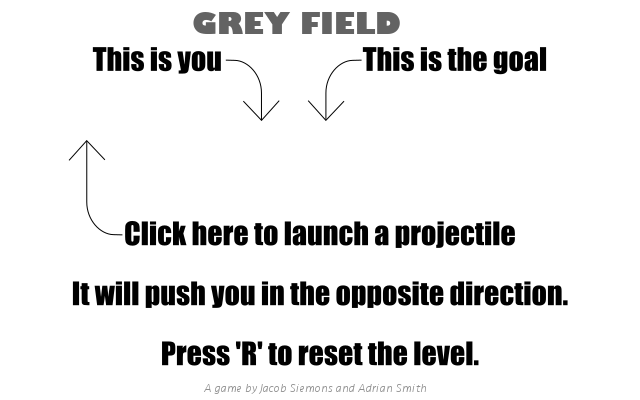 GREY FIELD
This is you
This is the goal
Click here to launch a projectile
It will push you in the opposite direction.
Press 'R' to reset the level.
A game by Jacob Siemons and Adrian Smith